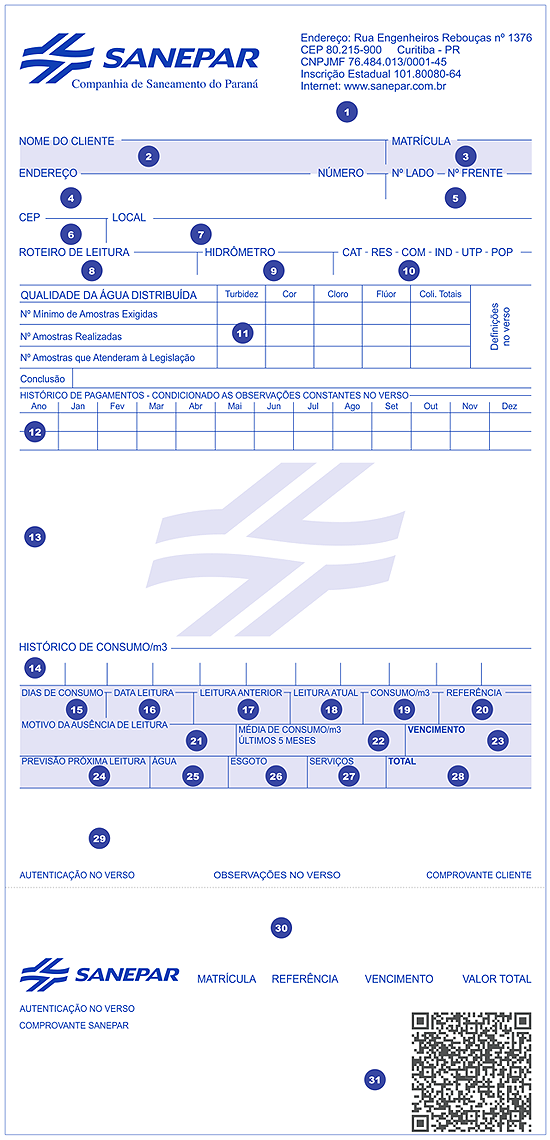 SANEPAR
Companhia de Saneamento do Paraná
Endereço: Rua Engenheiros Rebouças nº 1376
CEP 80.215-900 Curitiba - PR
CNPJMF 76.484.013/0001-45
Inscrição Estadual 101.80080-64
Internet: www.sanepar.com.br
1
NOME DO CLIENTE MATRÍCULA
2 3
ENDEREÇO NÚMERO Nº LADO Nº FRENTE
4 5
CEP LOCAL
6 7
ROTEIRO DE LEITURA HIDRÔMETRO CAT - RES - COM - IND - UTP - POP
8 9 10
QUALIDADE DA ÁGUA DISTRIBUÍDA Turbidez Cor Cloro Flúor Coli. Totais
Definições no verso
Nº Mínimo de Amostras Exigidas
Nº Amostras Realizadas 11
Nº Amostras que Atenderam à Legislação
Conclusão
HISTÓRICO DE PAGAMENTOS - CONDICIONADO AS OBSERVAÇÕES CONSTANTES NO VERSO
Ano Jan Fev Mar Abr Mai Jun Jul Ago Set Out Nov Dez
12
13
HISTÓRICO DE CONSUMO/m3
14
DIAS DE CONSUMO DATA LEITURA LEITURA ANTERIOR LEITURA ATUAL CONSUMO/m3 REFERÊNCIA
15 16 17 18 19 20
MOTIVO DA AUSÊNCIA DE LEITURA MÉDIA DE CONSUMO/m3 VENCIMENTO
21 ÚLTIMOS 5 MESES 22 23
PREVISÃO PRÓXIMA LEITURA ÁGUA ESGOTO SERVIÇOS TOTAL
24 25 26 27 28
29
AUTENTICAÇÃO NO VERSO OBSERVAÇÕES NO VERSO COMPROVANTE CLIENTE
30
SANEPAR MATRÍCULA REFERÊNCIA VENCIMENTO VALOR TOTAL
AUTENTICAÇÃO NO VERSO
COMPROVANTE SANEPAR
31